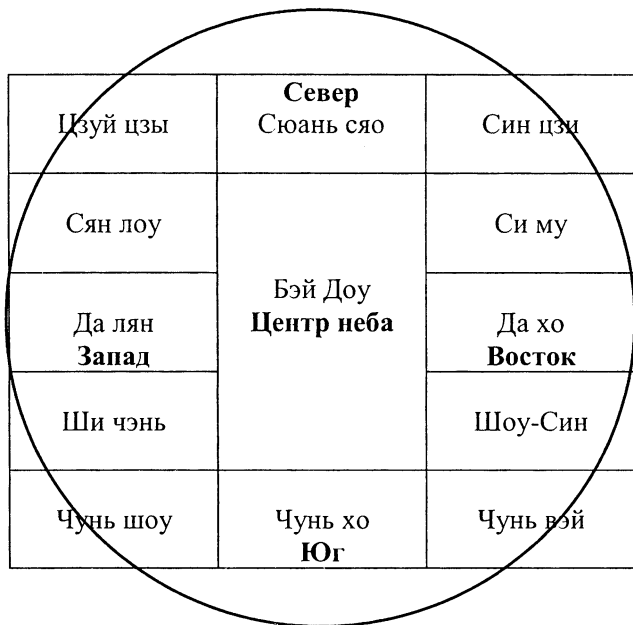 Север
Цзуй цзы
Сюань сяо
Син цзи
Сян лоу
Си му
Бэй Доу
Центр неба
Да лян
Запад
Да хо
Восток
Ши чэнь
Шоу-Син
Чунь шоу
Чунь хо
Юг
Чунь вэй